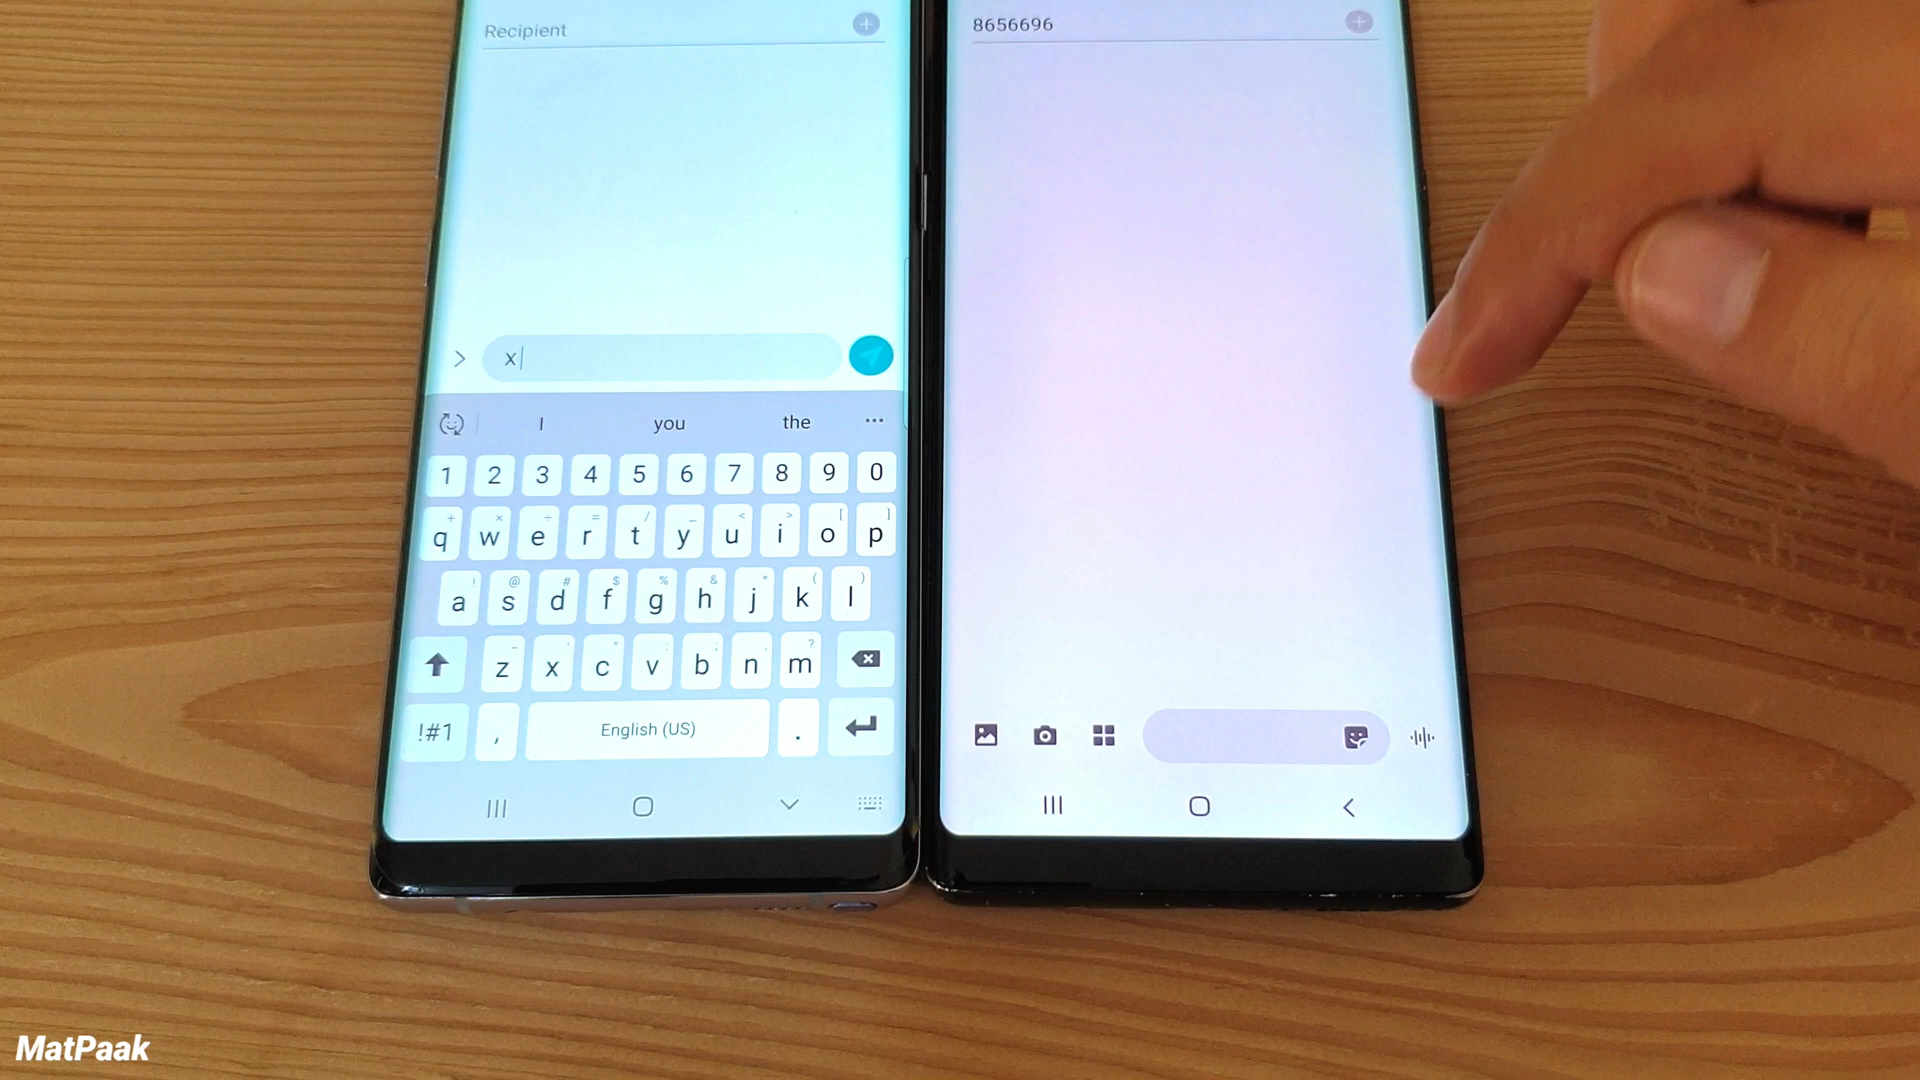 Recipient
8656696
x
I you the
1 2 3 4 5 6 7 8 9 0
+ × ÷ = / _ < > [ ]
q w e r t y u i o p
! @ # $ % & * ( )
a s d f g h j k l
- ' " : ; , ?
z x c v b n m
!#1 , English (US) .
MatPaak